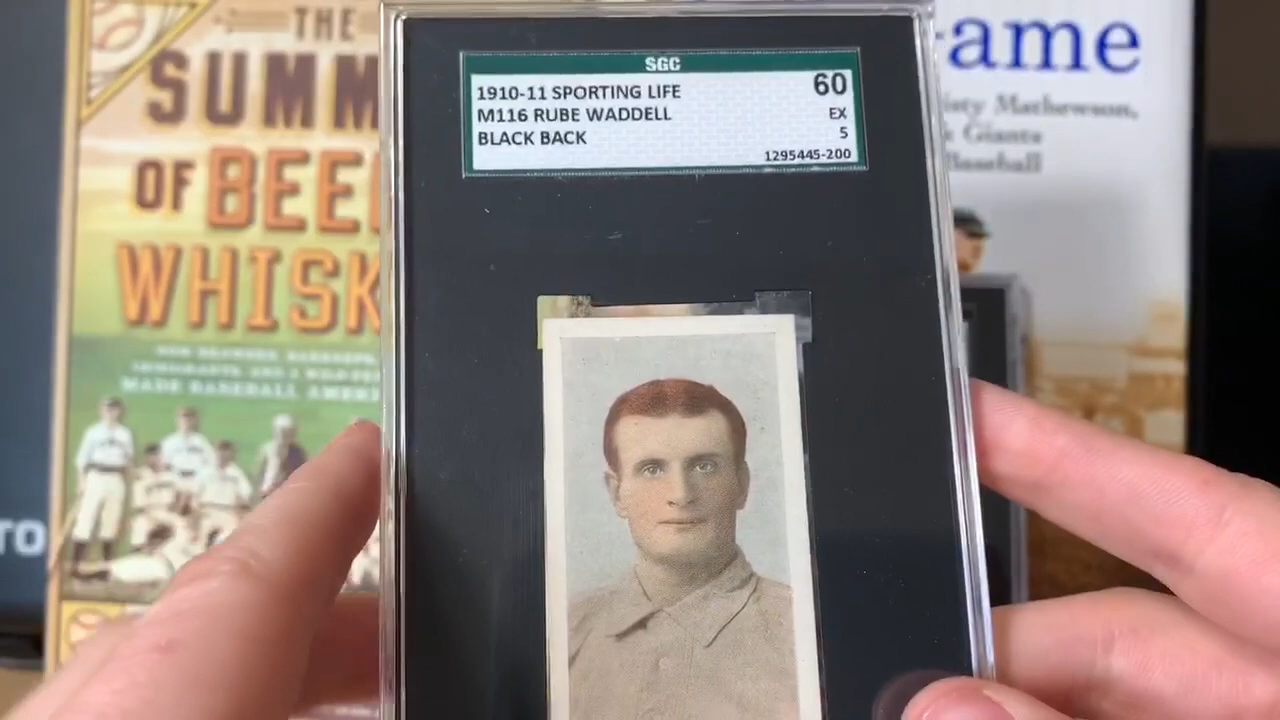 THE
SUMM
OF BEE
WHISK
MADE BASEBALL AMERI
SGC
1910-11 SPORTING LIFE
60
M116 RUBE WADDELL
EX
BLACK BACK
5
1295445-200
ame
isty Mathewson,
Giants
Baseball
TO